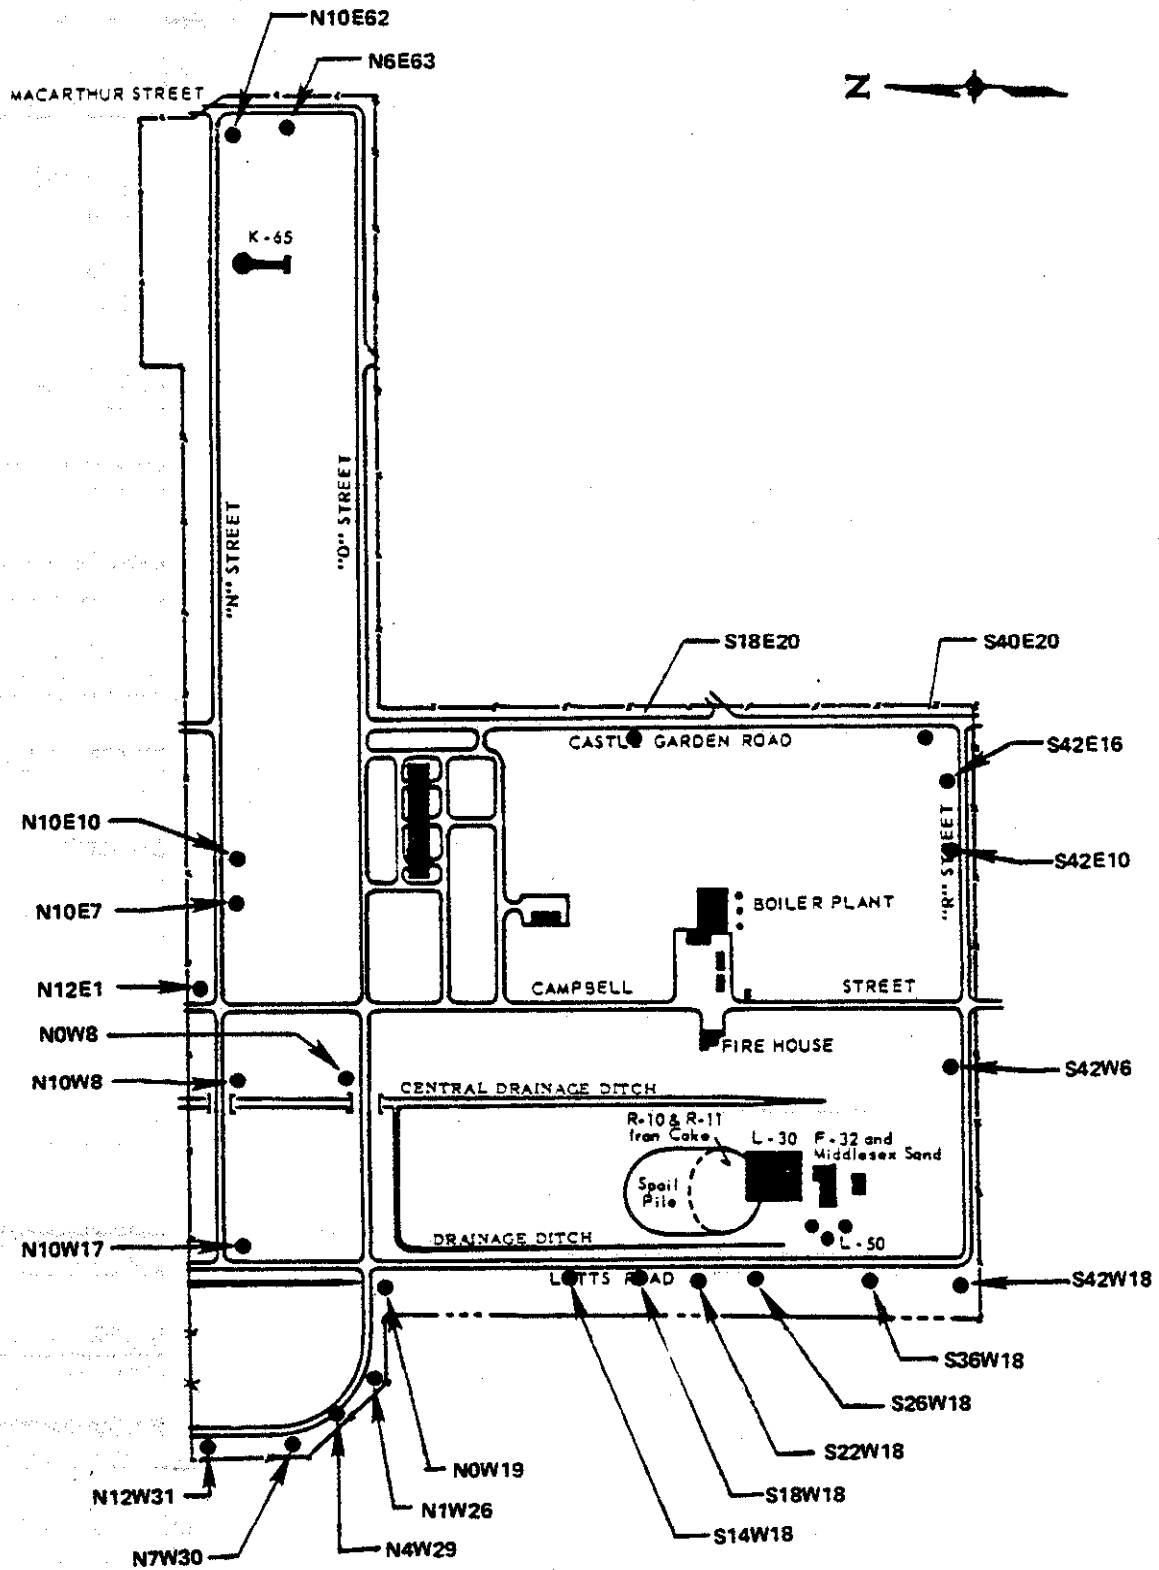 N10E62
N6E63
MACARTHUR STREET
N
K-65
"N" STREET
"O" STREET
S18E20
S40E20
CASTLE GARDEN ROAD
S42E16
N10E10
"R" STREET
S42E10
N10E7
BOILER PLANT
N12E1
CAMPBELL STREET
N0W8
FIRE HOUSE
N10W8
S42W6
CENTRAL DRAINAGE DITCH
R-10 & R-11
Iron Cake
L-30
F-32 and
Middlesex Sand
Spoil
Pile
N10W17
DRAINAGE DITCH
L-50
LUTTS ROAD
S42W18
S36W18
S26W18
S22W18
N0W19
S18W18
N12W31
N1W26
S14W18
N4W29
N7W30